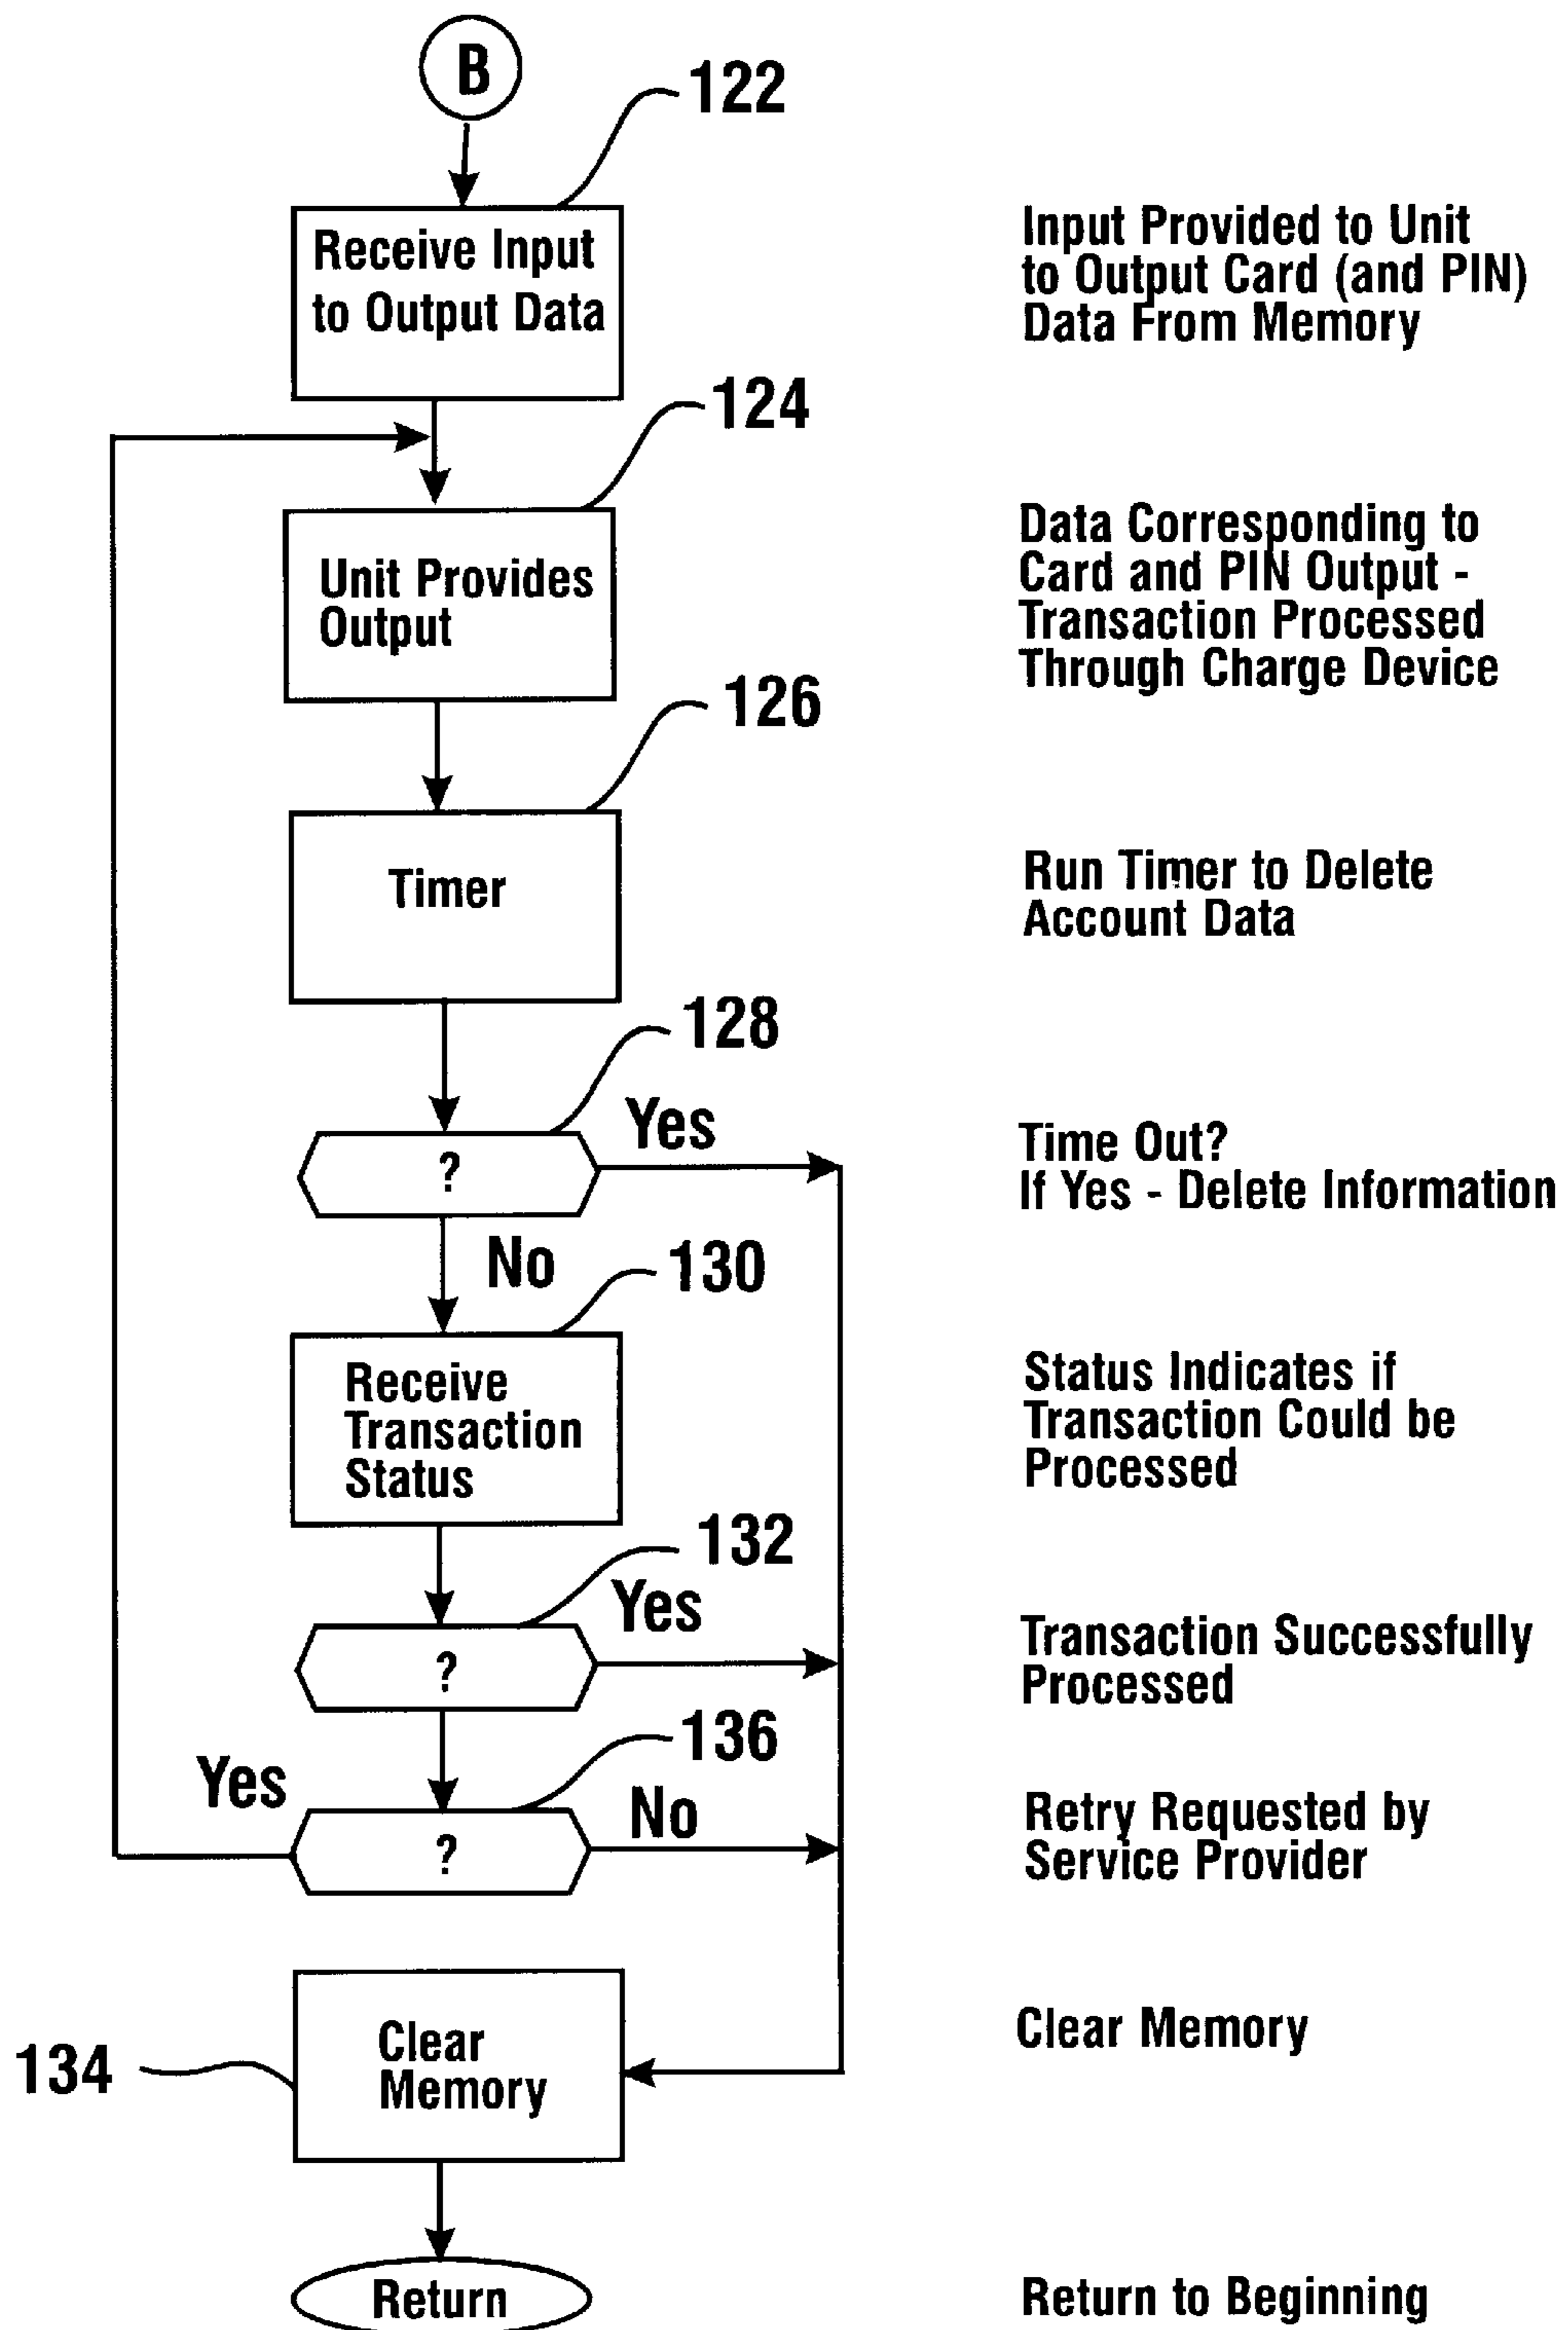 B
122
Receive Input
to Output Data
Input Provided to Unit
to Output Card (and PIN)
Data From Memory
124
Unit Provides
Output
Data Corresponding to
Card and PIN Output -
Transaction Processed
Through Charge Device
126
Timer
Run Timer to Delete
Account Data
128
?
Yes
No
Time Out?
If Yes - Delete Information
130
Receive
Transaction
Status
Status Indicates if
Transaction Could be
Processed
132
?
Yes
Transaction Successfully
Processed
136
Yes
?
No
Retry Requested by
Service Provider
134
Clear
Memory
Clear Memory
Return
Return to Beginning